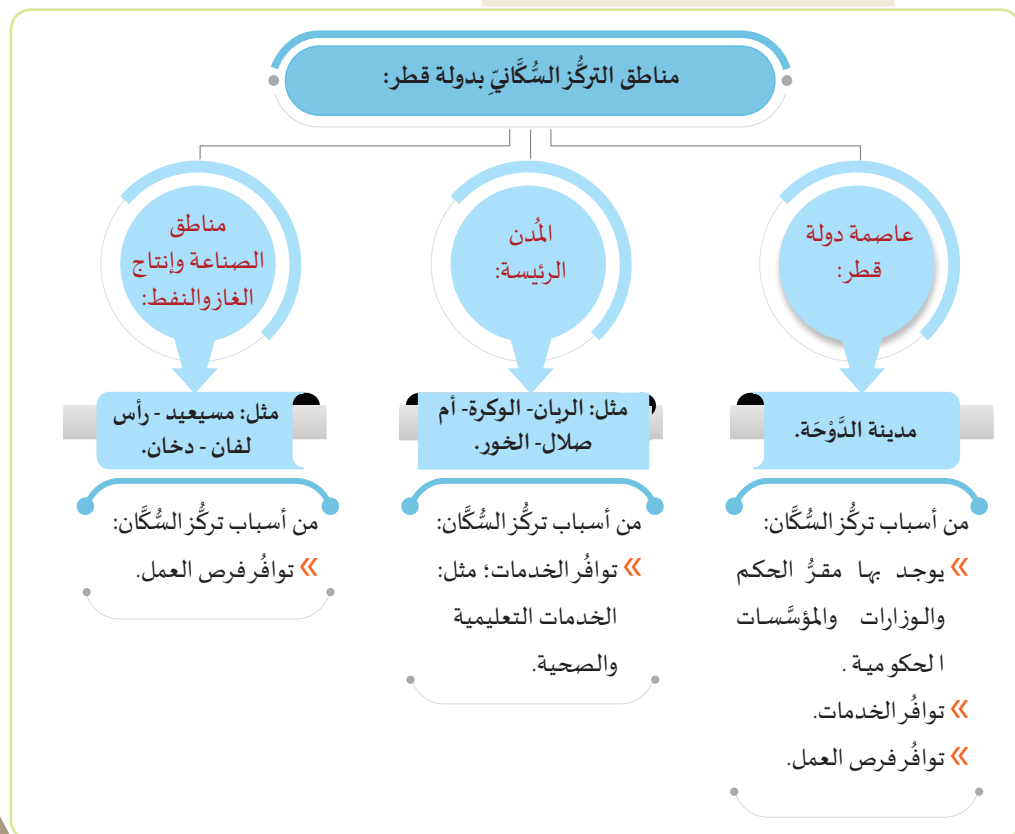 مناطق التركُّز السُّكَّانيِّ بدولة قطر:
عاصمة دولة
قطر:
مدينة الدَّوْحَة.
من أسباب تركُّز السُّكَّان:
» يوجد بها مقرُّ الحكم
والوزارات والمؤسَّسات
الحكومية.
» توافُر الخدمات.
» توافُر فرص العمل.
المُدن
الرئيسة:
مثل: الريان- الوكرة- أم
صلال- الخور.
من أسباب تركُّز السُّكَّان:
» توافُر الخدمات؛ مثل:
الخدمات التعليمية
والصحية.
مناطق
الصناعة وإنتاج
الغاز والنفط:
مثل: مسيعيد - رأس
لفان - دخان.
من أسباب تركُّز السُّكَّان:
» توافُر فرص العمل.